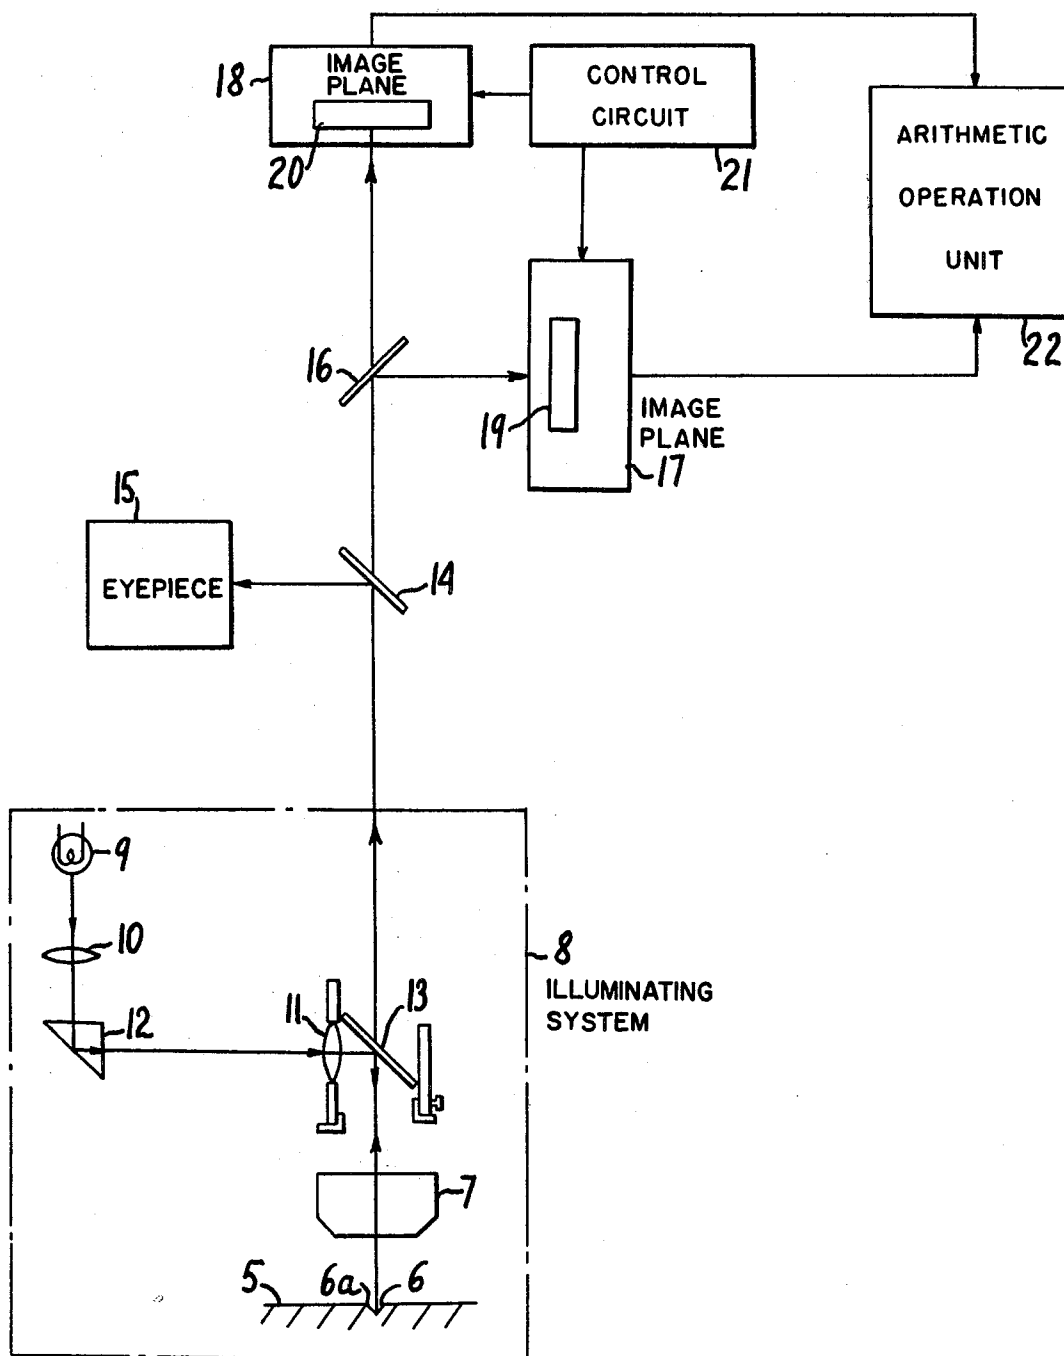 18
IMAGE
PLANE
20
CONTROL
CIRCUIT
21
ARITHMETIC
OPERATION
UNIT
22
16
19
IMAGE
PLANE
17
15
EYEPIECE
14
9
10
12
11
13
8
ILLUMINATING
SYSTEM
7
5
6a
6